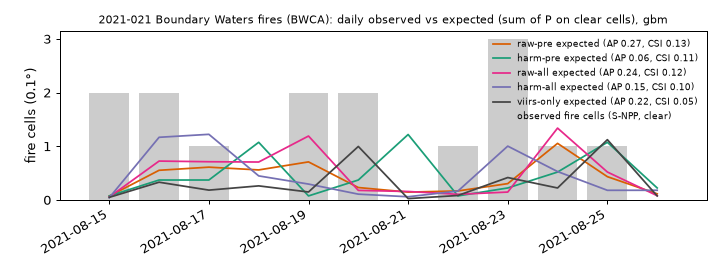 2021-021 Boundary Waters fires (BWCA): daily observed vs expected (sum of P on clear cells), gbm
fire cells (0.1°)
3
2
1
0
raw-pre expected (AP 0.27, CSI 0.13)
harm-pre expected (AP 0.06, CSI 0.11)
raw-all expected (AP 0.24, CSI 0.12)
harm-all expected (AP 0.15, CSI 0.10)
viirs-only expected (AP 0.22, CSI 0.05)
observed fire cells (S-NPP, clear)
2021-08-15
2021-08-17
2021-08-19
2021-08-21
2021-08-23
2021-08-25